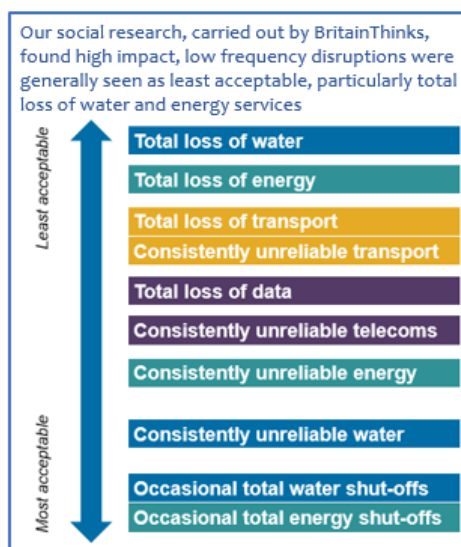 Our social research, carried out by BritainThinks,
found high impact, low frequency disruptions were
generally seen as least acceptable, particularly total
loss of water and energy services
Least acceptable
Total loss of water
Total loss of energy
Total loss of transport
Consistently unreliable transport
Total loss of data
Consistently unreliable telecoms
Consistently unreliable energy
Consistently unreliable water
Most acceptable
Occasional total water shut-offs
Occasional total energy shut-offs